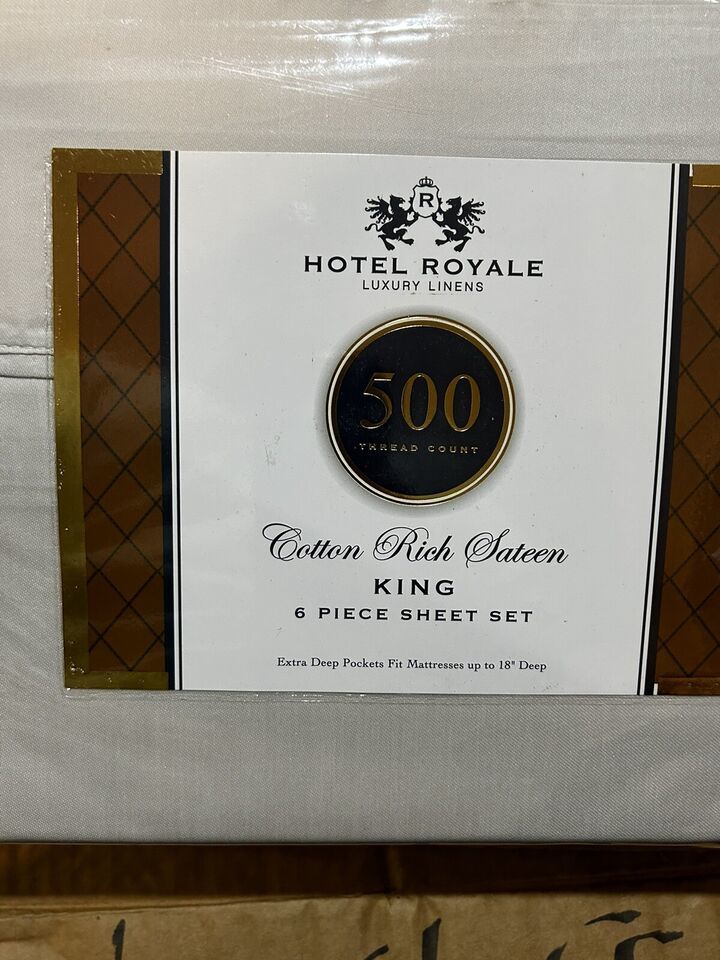 R
HOTEL ROYALE
LUXURY LINENS
500
THREAD COUNT
Cotton Rich Sateen
KING
6 PIECE SHEET SET
Extra Deep Pockets Fit Mattresses up to 18" Deep